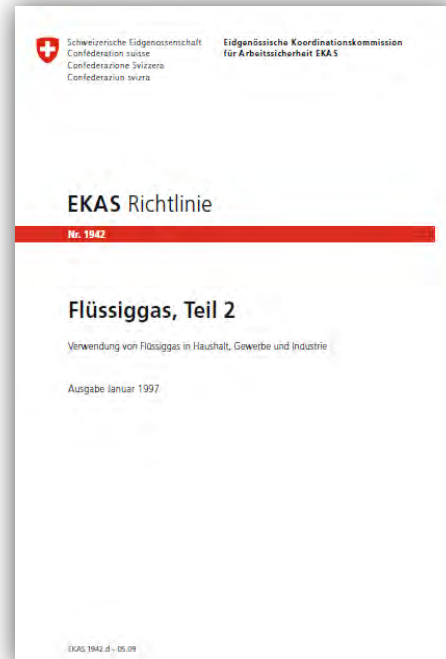 Schweizerische Eidgenossenschaft
Confédération suisse
Confederazione Svizzera
Confederaziun svizra
Eidgenössische Koordinationskommission
für Arbeitssicherheit EKAS
EKAS Richtlinie
Nr. 1942
Flüssiggas, Teil 2
Verwendung von Flüssiggas in Haushalt, Gewerbe und Industrie
Ausgabe Januar 1997
EKAS 1942.d – 05.09